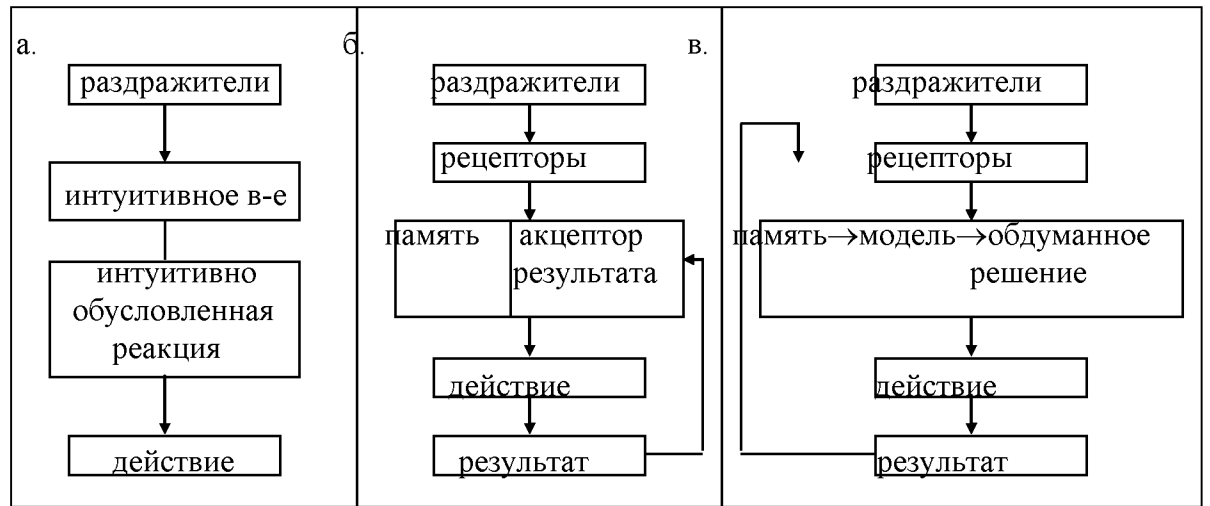 а.
раздражители
интуитивное в-е
интуитивно
обусловленная
реакция
действие
б.
раздражители
рецепторы
память
акцептор
результата
действие
результат
в.
раздражители
рецепторы
память→модель→обдуманное
решение
действие
результат